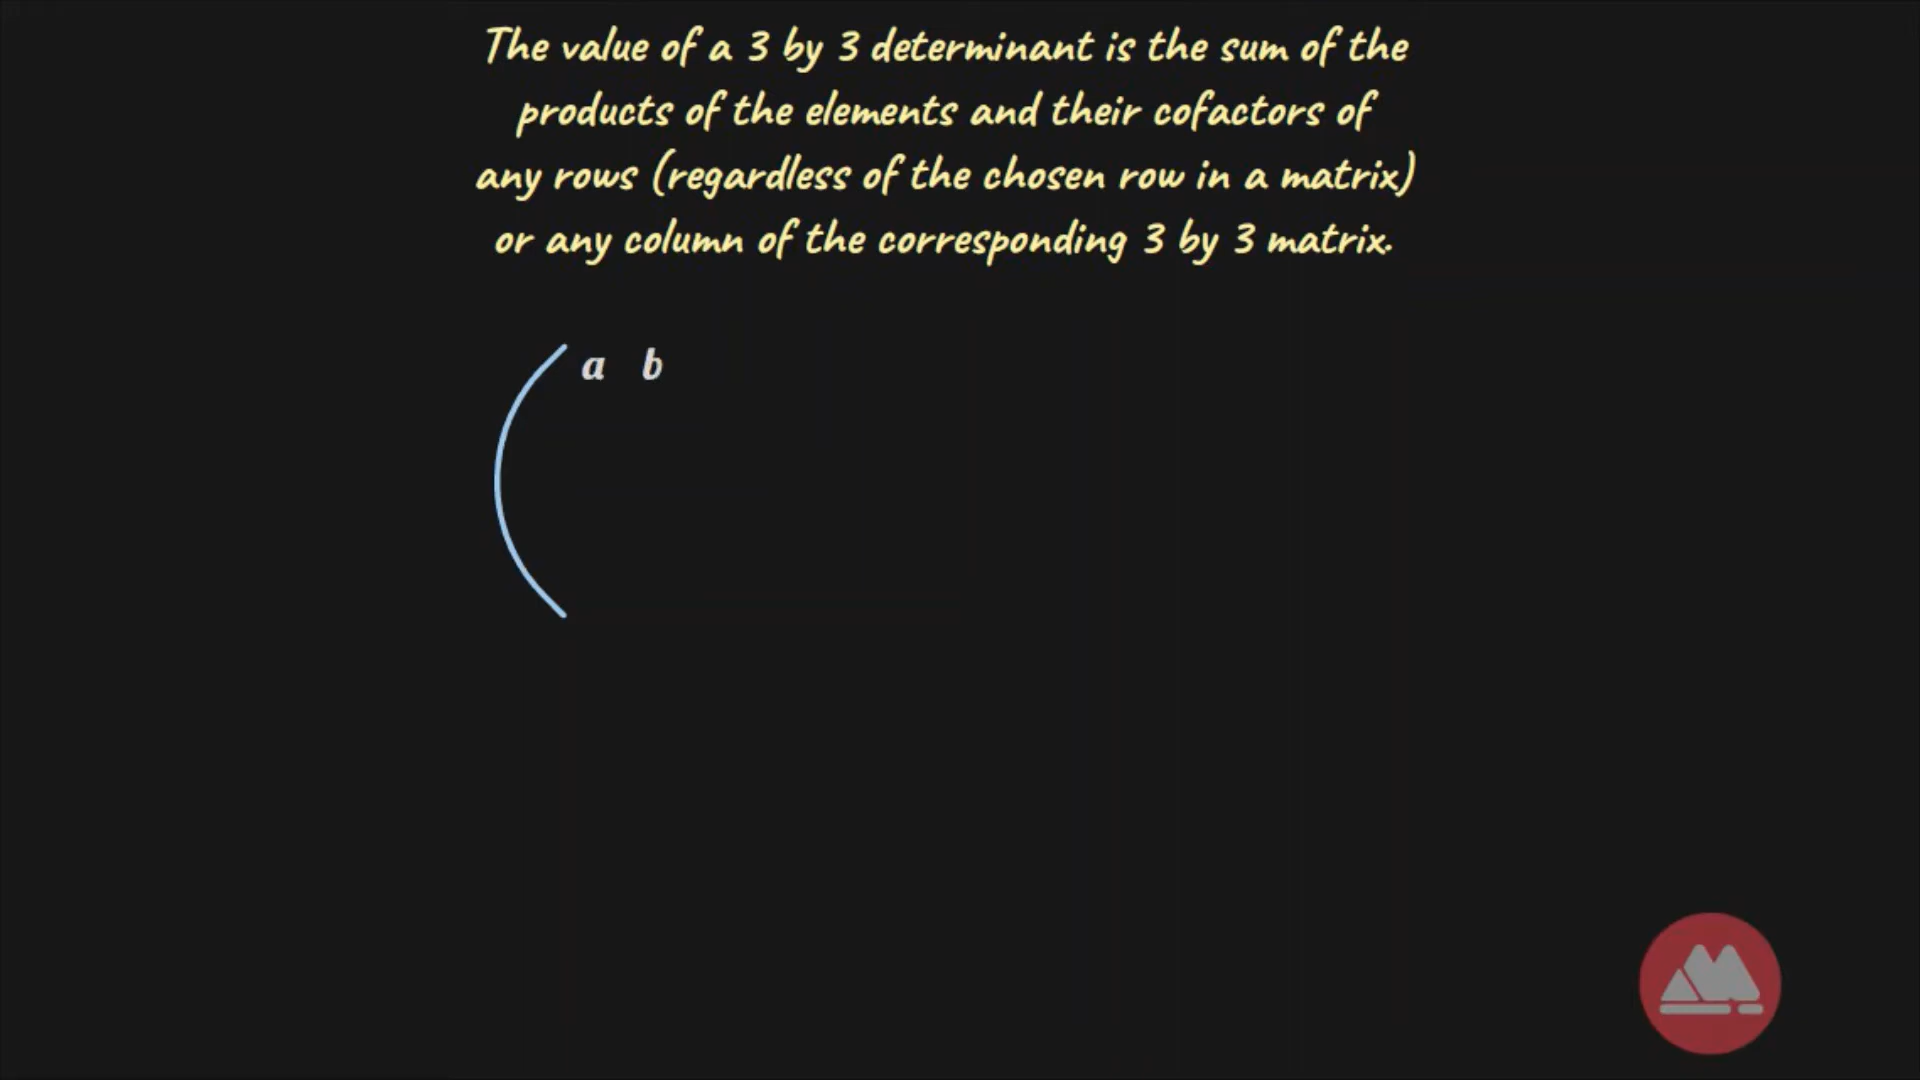 The value of a 3 by 3 determinant is the sum of the
products of the elements and their cofactors of
any rows (regardless of the chosen row in a matrix)
or any column of the corresponding 3 by 3 matrix.
a b